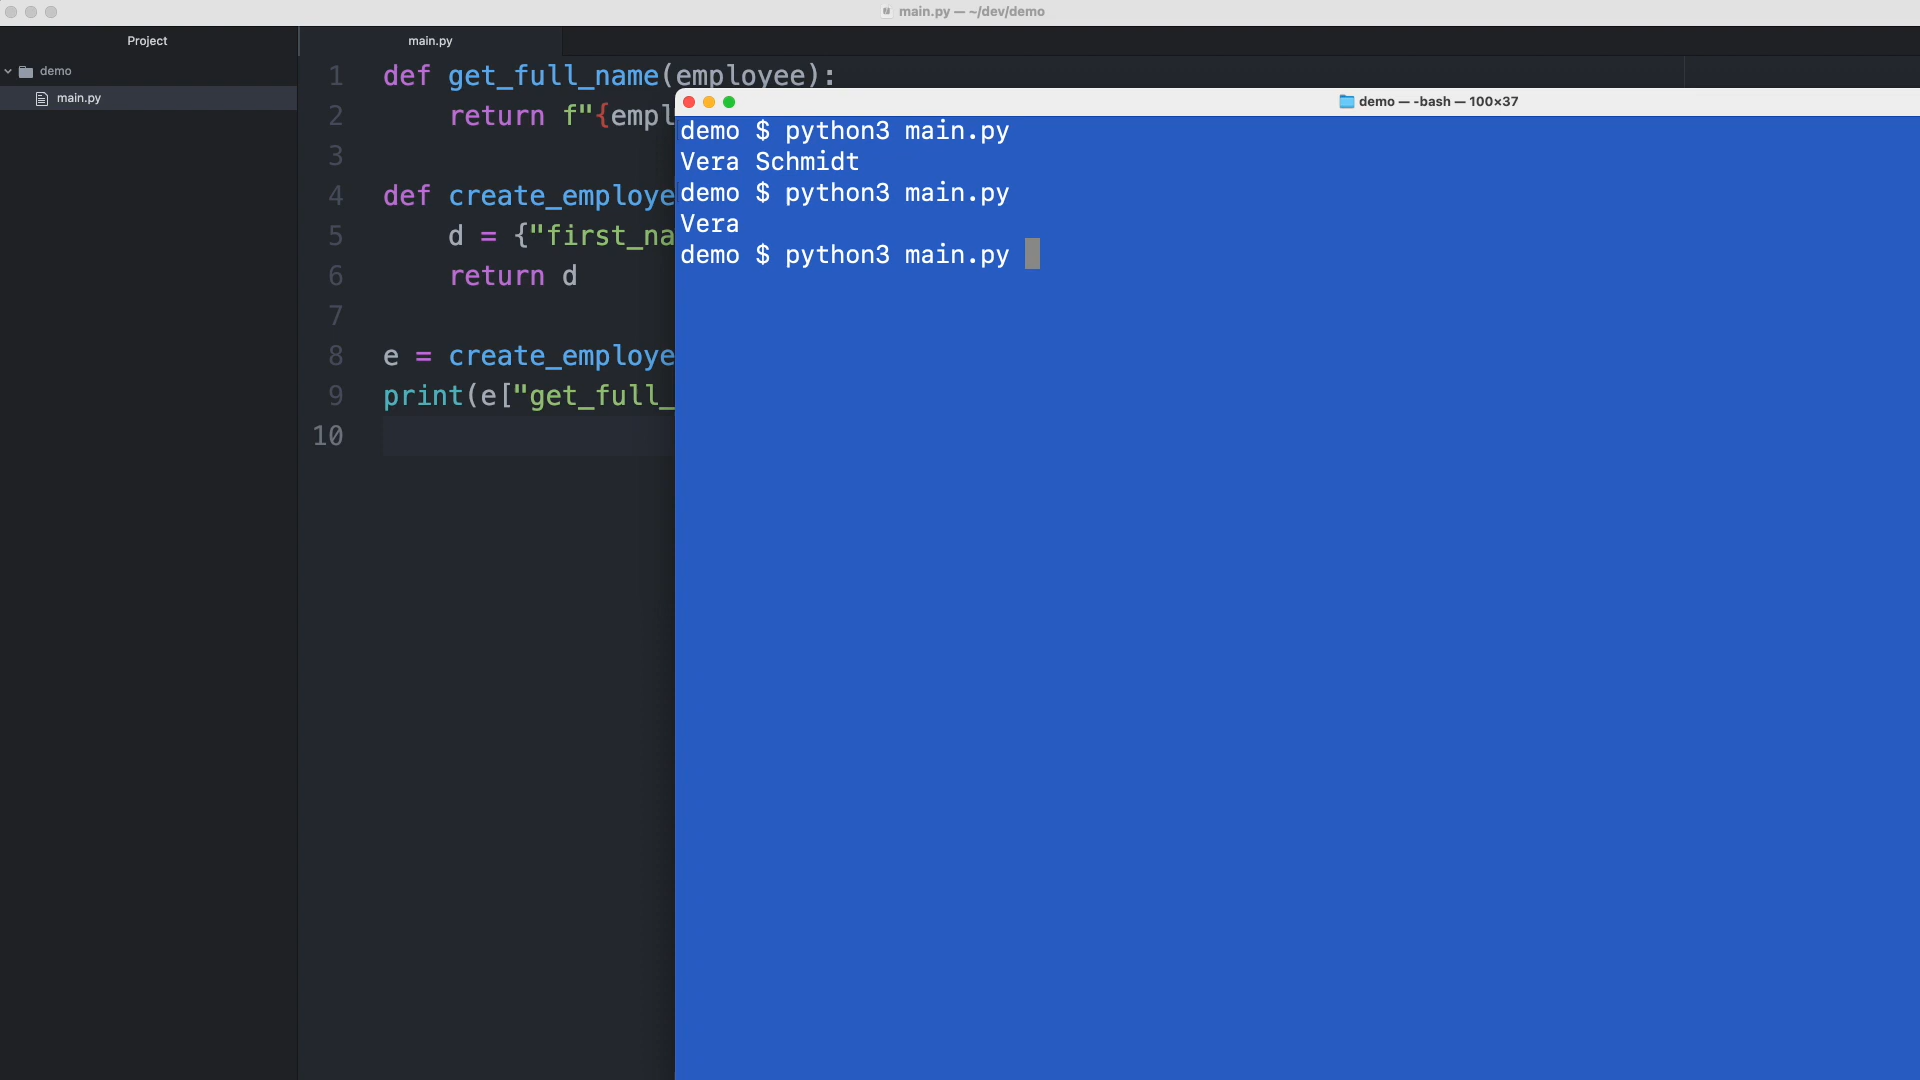 main.py — ~/dev/demo
Project
main.py
demo
main.py
1 def get_full_name(employee):
2 return f"{empl
3
4 def create_employe
5 d = {"first_na
6 return d
7
8 e = create_employe
9 print(e["get_full_
10
demo — -bash — 100×37
demo $ python3 main.py
Vera Schmidt
demo $ python3 main.py
Vera
demo $ python3 main.py